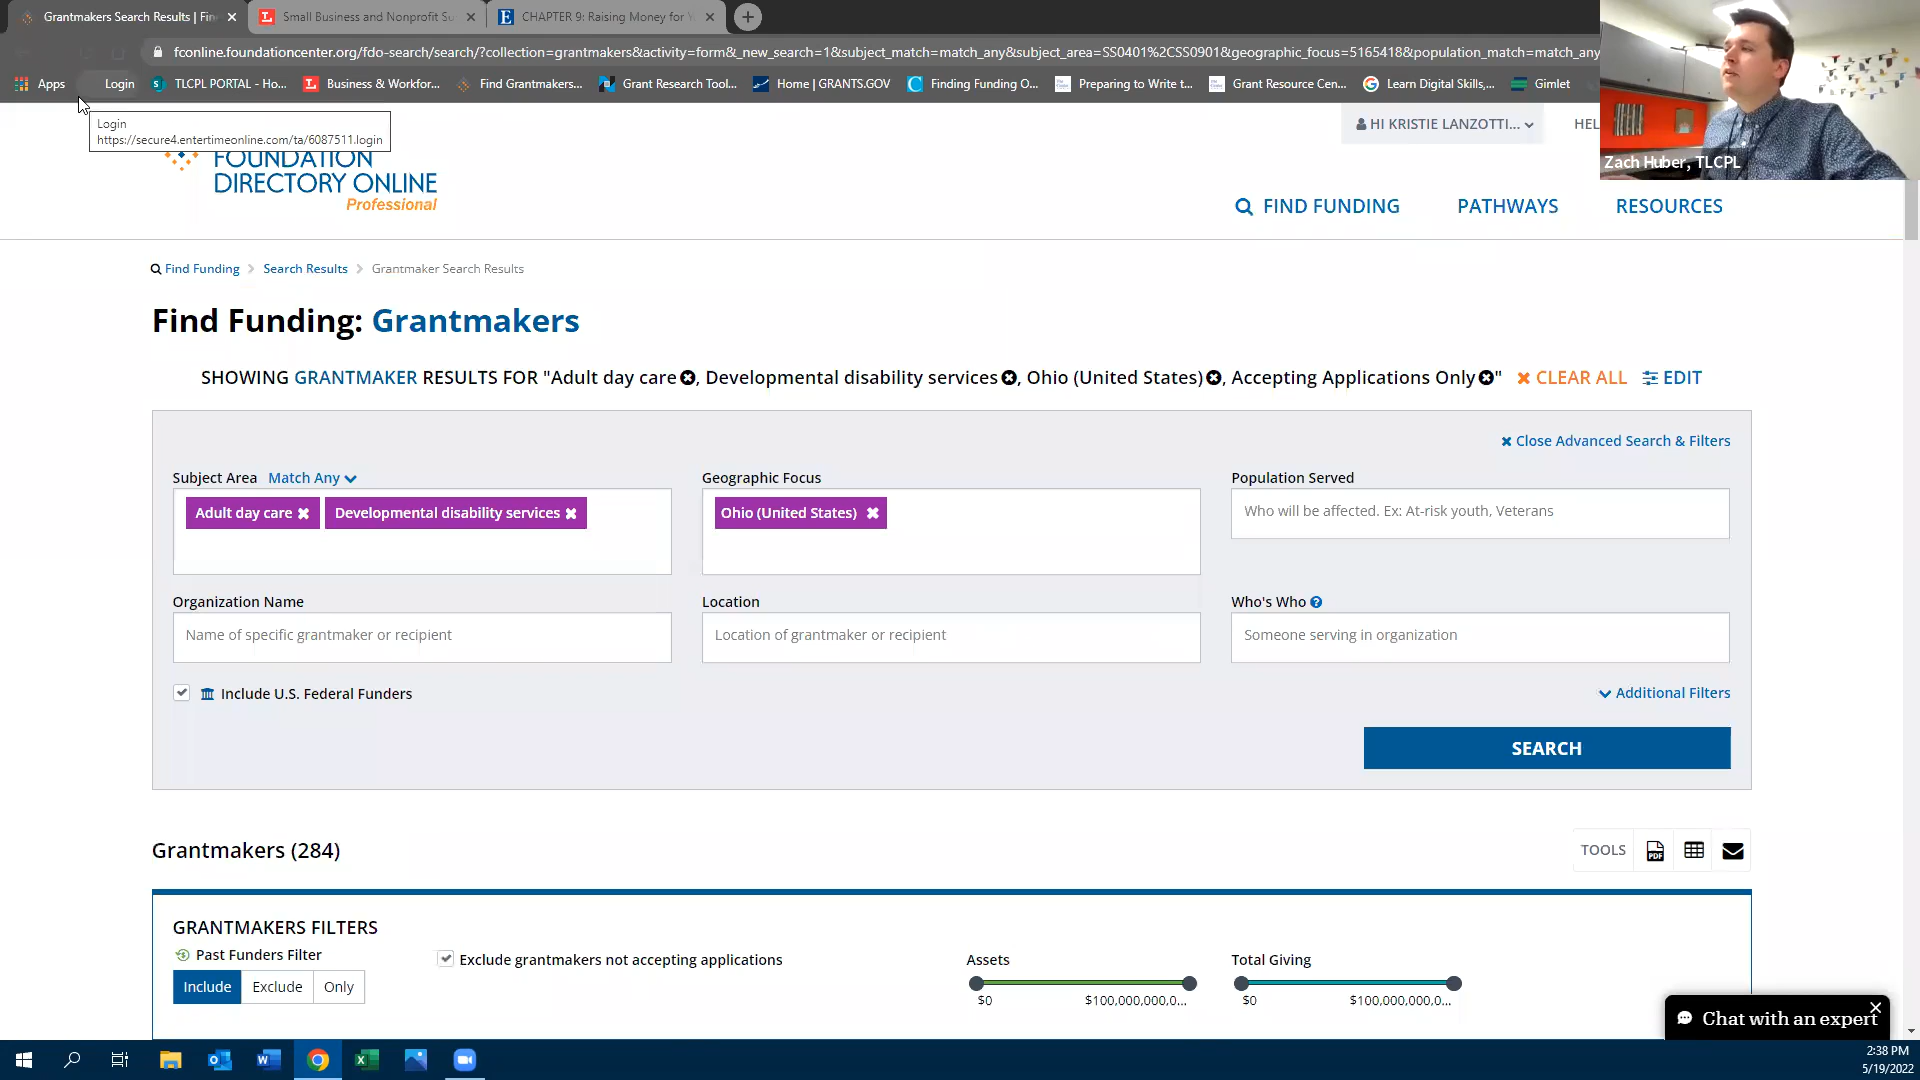 Grantmakers Search Results | Fin
Small Business and Nonprofit Su
CHAPTER 9: Raising Money for Y
fconline.foundationcenter.org/fdo-search/search/?collection=grantmakers&activity=form&_new_search=1&subject_match=match_any&subject_area=SS0401%2CSS0901&geographic_focus=5165418&population_match=match_any
Apps
Login
TLCPL PORTAL - Ho...
Business & Workfor...
Find Grantmakers...
Grant Research Tool...
Home | GRANTS.GOV
Finding Funding O...
Preparing to Write t...
Grant Resource Cen...
Learn Digital Skills,...
Gimlet
Login
https://secure4.entertimeonline.com/ta/6087511.login
HI KRISTIE LANZOTTI...
HEL
Zach Huber, TLCPL
FOUNDATION
DIRECTORY ONLINE
Professional
FIND FUNDING
PATHWAYS
RESOURCES
Find Funding > Search Results > Grantmaker Search Results
Find Funding: Grantmakers
SHOWING GRANTMAKER RESULTS FOR "Adult day care, Developmental disability services, Ohio (United States), Accepting Applications Only" CLEAR ALL EDIT
Close Advanced Search & Filters
Subject Area Match Any
Geographic Focus
Population Served
Adult day care
Developmental disability services
Ohio (United States)
Who will be affected. Ex: At-risk youth, Veterans
Organization Name
Location
Who's Who
Name of specific grantmaker or recipient
Location of grantmaker or recipient
Someone serving in organization
Include U.S. Federal Funders
Additional Filters
SEARCH
Grantmakers (284)
TOOLS
PDF
GRANTMAKERS FILTERS
Past Funders Filter
Exclude grantmakers not accepting applications
Assets
Total Giving
Include
Exclude
Only
$0
$100,000,000,0...
$0
$100,000,000,0...
Chat with an expert
2:38 PM
5/19/2022